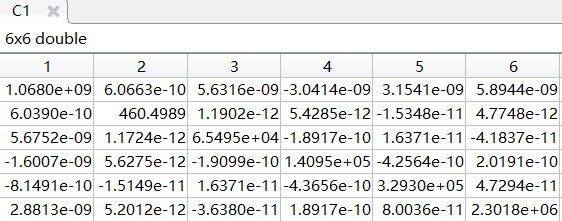 C1
6x6 double
1 2 3 4 5 6
1.0680e+09 6.0663e-10 5.6316e-09 -3.0414e-09 3.1541e-09 5.8944e-09
6.0390e-10 460.4989 1.1902e-12 5.4285e-12 -1.5348e-11 4.7748e-12
5.6752e-09 1.1724e-12 6.5495e+04 -1.8917e-10 1.6371e-11 -4.1837e-11
-1.6007e-09 5.6275e-12 -1.9099e-10 1.4095e+05 -4.2564e-10 2.0191e-10
-8.1491e-10 -1.5149e-11 1.6371e-11 -4.3656e-10 3.2930e+05 4.7294e-11
2.8813e-09 5.2012e-12 -3.6380e-11 1.8917e-10 8.0036e-11 2.3018e+06